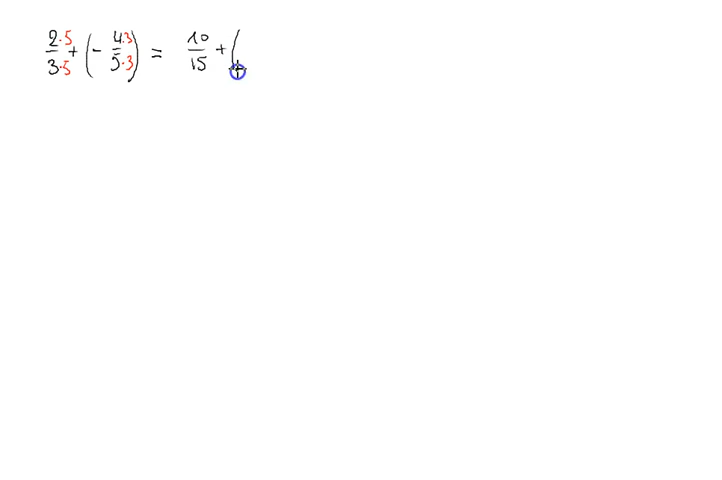 2·5/3·5 + (- 4·3/5·3) = 10/15 + (